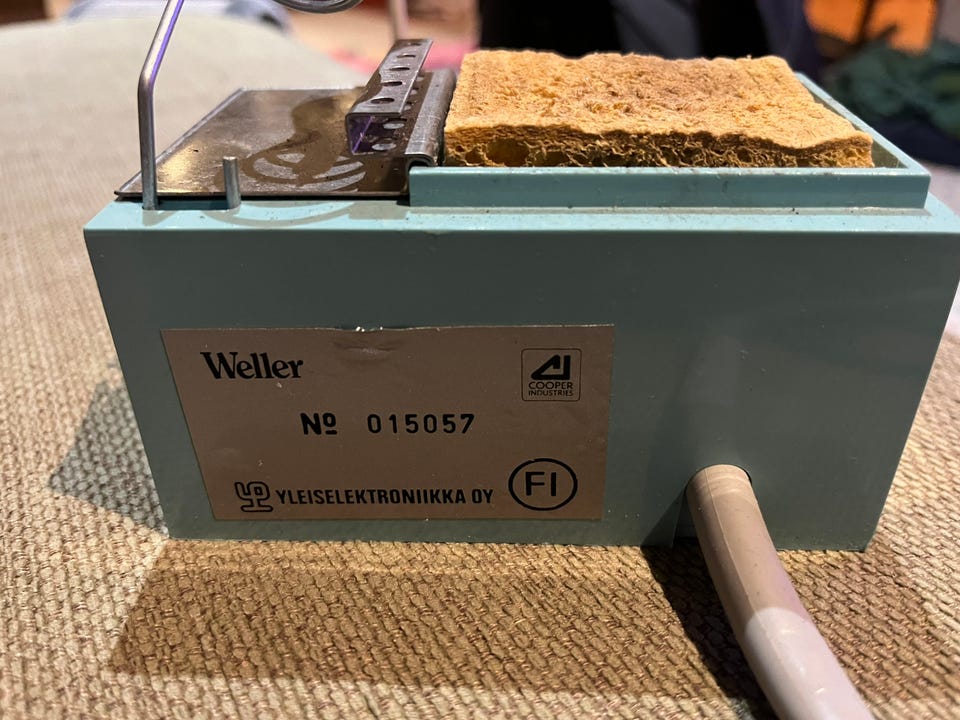 Weller
COOPER
INDUSTRIES
Nº 015057
YLEISELEKTRONIIKKA OY
FI